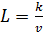 L = k/v